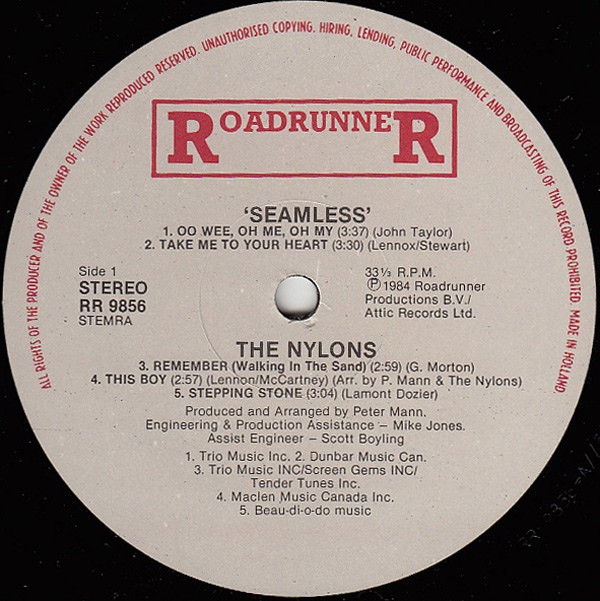 ALL RIGHTS OF THE PRODUCER AND OF THE OWNER OF THE WORK REPRODUCED RESERVED. UNAUTHORISED COPYING. HIRING, LENDING, PUBLIC PERFORMANCE AND BROADCASTING OF THIS RECORD PROHIBITED. MADE IN HOLLAND
ROADRUNNER
'SEAMLESS'
1. OO WEE, OH ME, OH MY (3:37) (John Taylor)
2. TAKE ME TO YOUR HEART (3:30) (Lennox/Stewart)
Side 1
STEREO
RR 9856
STEMRA
33⅓ R.P.M.
℗ 1984 Roadrunner
Productions B.V./
Attic Records Ltd.
THE NYLONS
3. REMEMBER (Walking In The Sand) (2:59) (G. Morton)
4. THIS BOY (2:57) (Lennon/McCartney) (Arr. by P. Mann & The Nylons)
5. STEPPING STONE (3:04) (Lamont Dozier)
Produced and Arranged by Peter Mann.
Engineering & Production Assistance – Mike Jones.
Assist Engineer – Scott Boyling
1. Trio Music Inc. 2. Dunbar Music Can.
3. Trio Music INC/Screen Gems INC/
Tender Tunes Inc.
4. Maclen Music Canada Inc.
5. Beau-di-o-do music